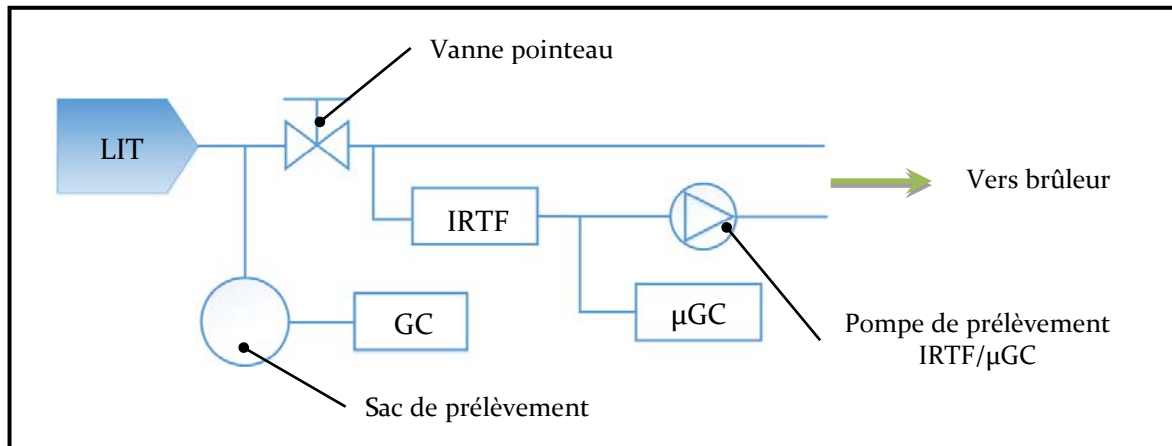 Vanne pointeau
LIT
Vers brûleur
IRTF
GC
μGC
Pompe de prélèvement
IRTF/μGC
Sac de prélèvement